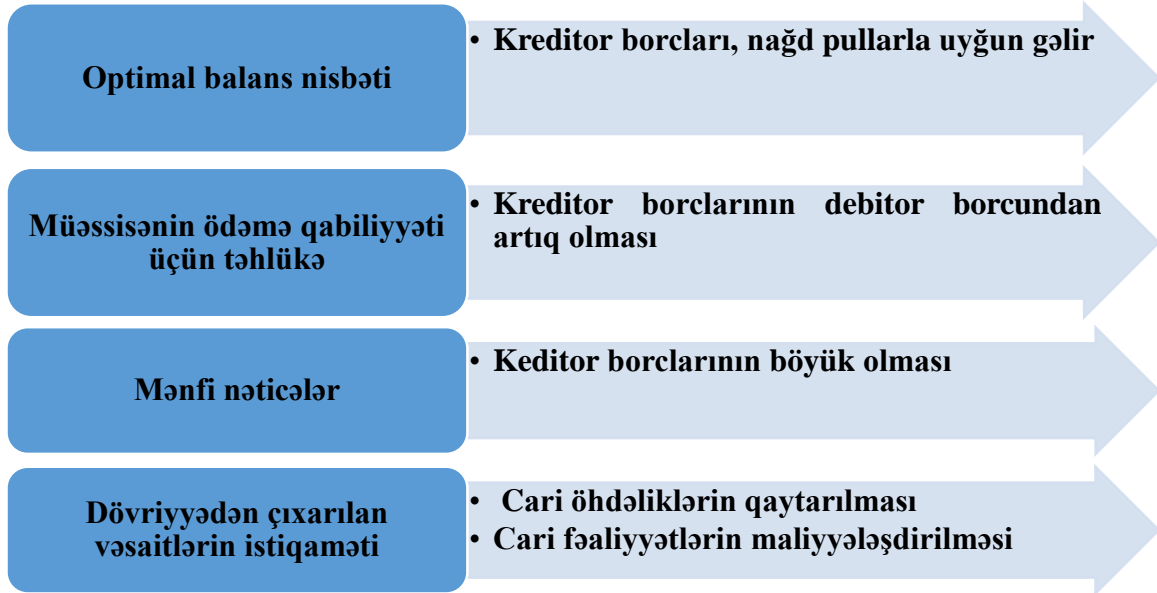 Optimal balans nisbəti
• Kreditor borcları, nağd pullarla uyğun gəlir
Müəssisənin ödəmə qabiliyyəti
üçün təhlükə
• Kreditor borclarının debitor borcundan
artıq olması
Mənfi nəticələr
• Keditor borclarının böyük olması
Dövriyyədən çıxarılan
vəsaitlərin istiqaməti
• Cari öhdəliklərin qaytarılması
• Cari fəaliyyətlərin maliyyələşdirilməsi